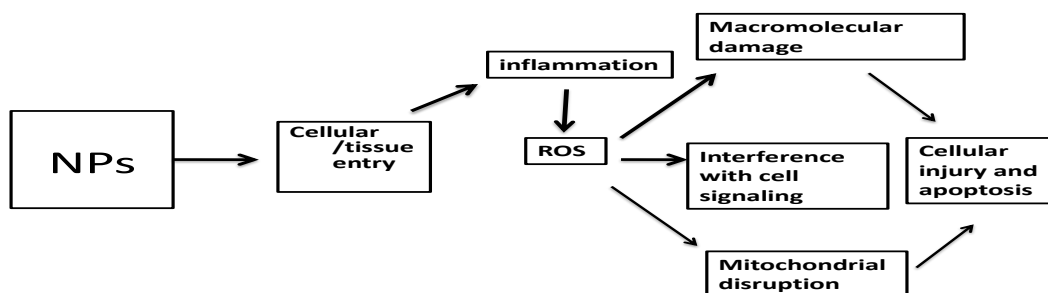 NPs
Cellular
/tissue
entry
inflammation
ROS
Macromolecular
damage
Interference
with cell
signaling
Mitochondrial
disruption
Cellular
injury and
apoptosis